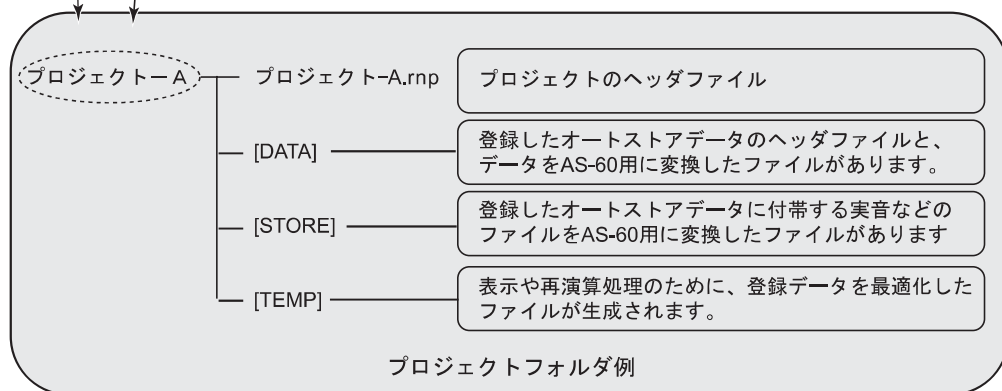 プロジェクトーA
プロジェクト-A.rnp
プロジェクトのヘッダファイル
[DATA]
登録したオートストアデータのヘッダファイルと、
データをAS-60用に変換したファイルがあります。
[STORE]
登録したオートストアデータに付帯する実音などの
ファイルをAS-60用に変換したファイルがあります
[TEMP]
表示や再演算処理のために、登録データを最適化した
ファイルが生成されます。
プロジェクトフォルダ例